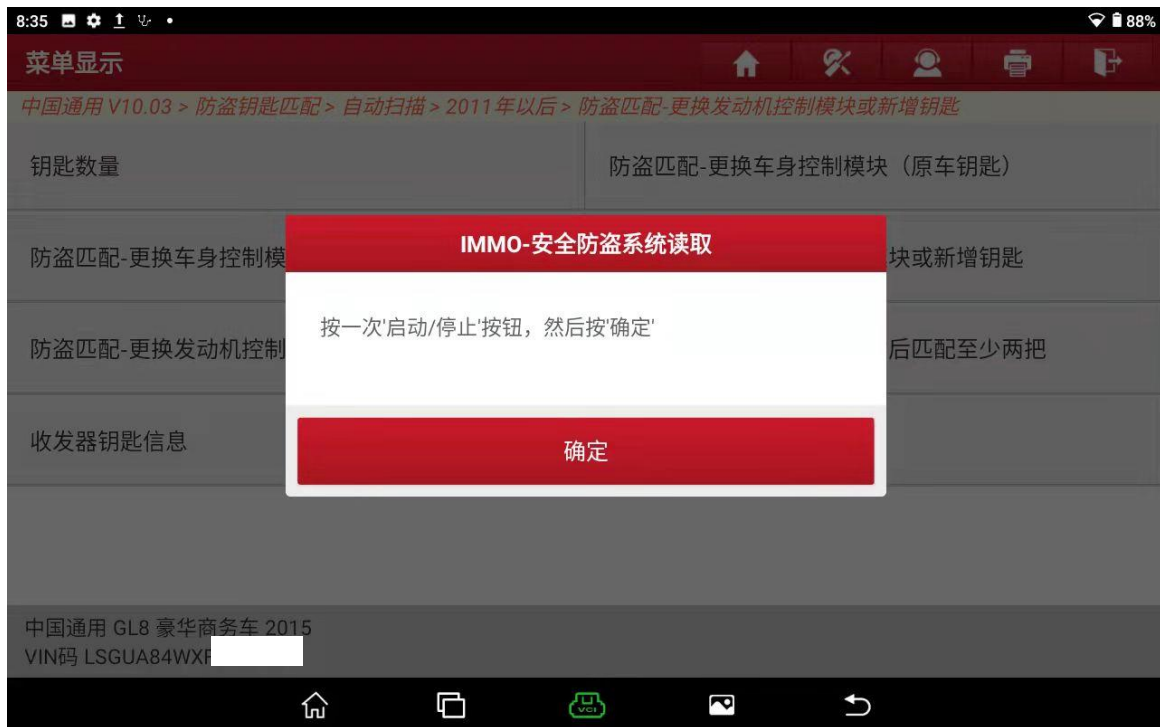 8:35
88%
菜单显示
中国通用 V10.03 > 防盗钥匙匹配 > 自动扫描 > 2011年以后 > 防盗匹配-更换发动机控制模块或新增钥匙
钥匙数量
防盗匹配-更换车身控制模块（原车钥匙）
防盗匹配-更换车身控制模
块或新增钥匙
IMMO-安全防盗系统读取
按一次'启动/停止'按钮，然后按'确定'
防盗匹配-更换发动机控制
后匹配至少两把
收发器钥匙信息
确定
中国通用 GL8 豪华商务车 2015
VIN码 LSGUA84WX
VCI